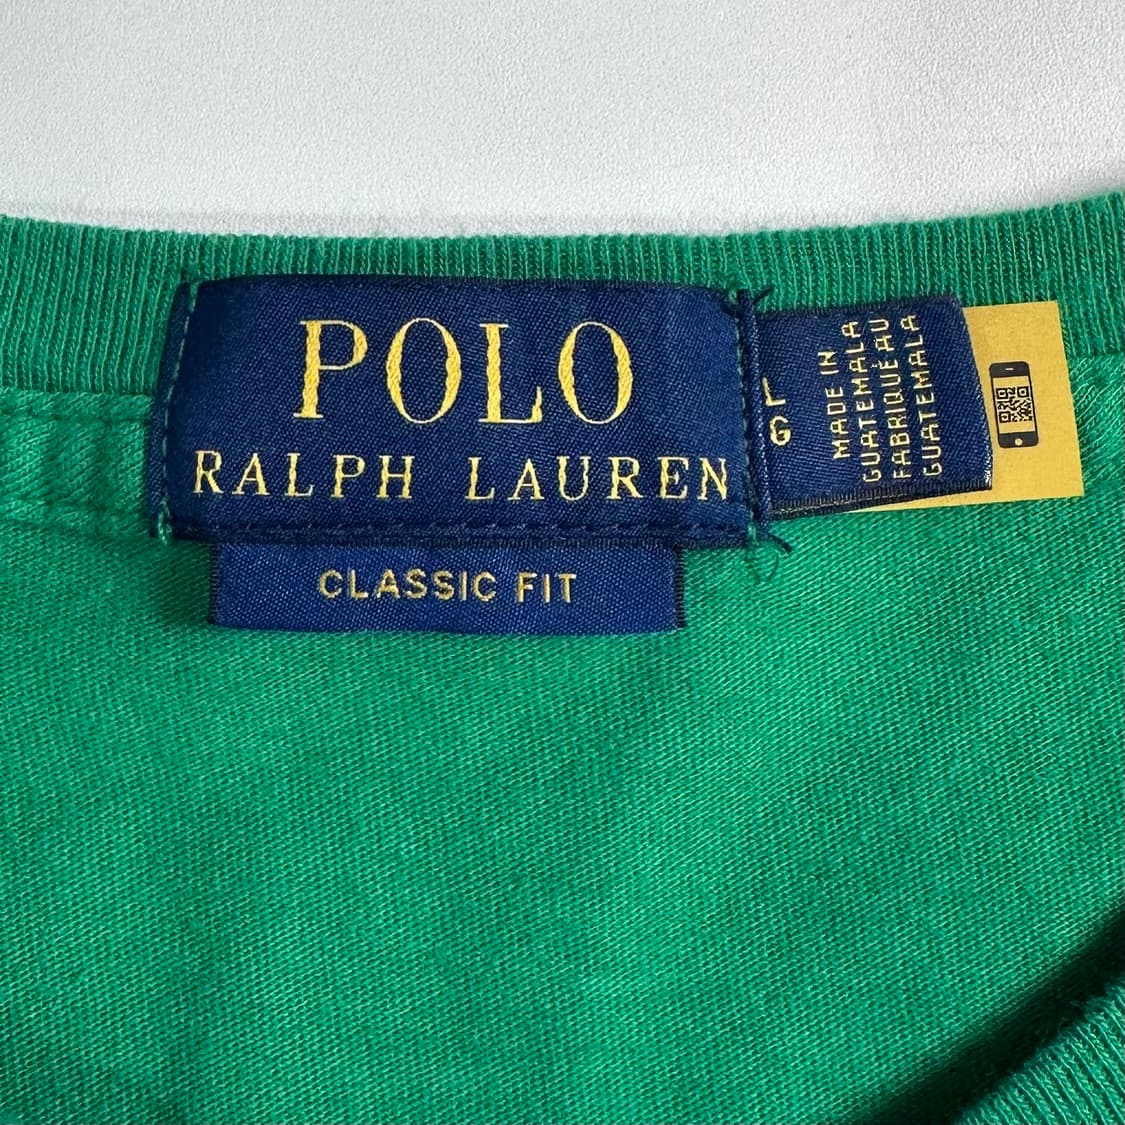 POLO
RALPH LAUREN
CLASSIC FIT
L
G
MADE IN
GUATEMALA
FABRIQUÉ AU
GUATEMALA